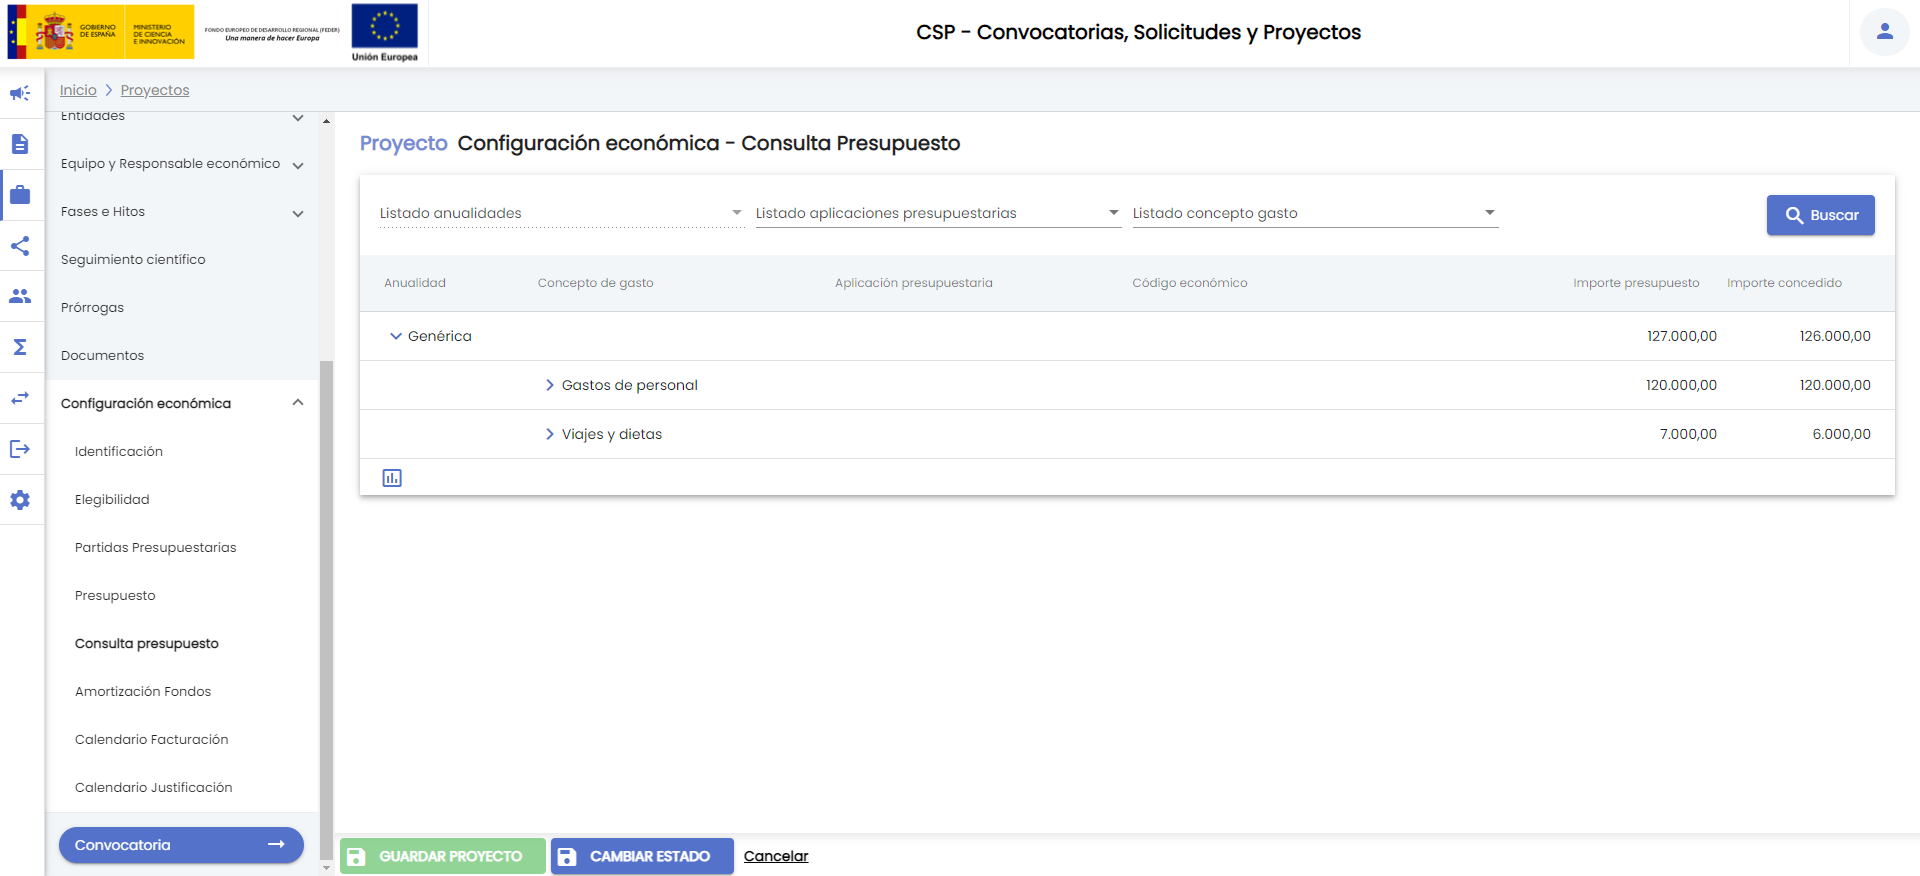 GOBIERNO
DE ESPAÑA
MINISTERIO
DE CIENCIA
E INNOVACIÓN
FONDO EUROPEO DE DESARROLLO REGIONAL (FEDER)
Una manera de hacer Europa
Unión Europea
CSP - Convocatorias, Solicitudes y Proyectos
Inicio > Proyectos
Entidades
Equipo y Responsable económico
Fases e Hitos
Seguimiento científico
Prórrogas
Documentos
Configuración económica
Identificación
Elegibilidad
Partidas Presupuestarias
Presupuesto
Consulta presupuesto
Amortización Fondos
Calendario Facturación
Calendario Justificación
Convocatoria
Proyecto Configuración económica - Consulta Presupuesto
Listado anualidades Listado aplicaciones presupuestarias Listado concepto gasto Buscar
Anualidad Concepto de gasto Aplicación presupuestaria Código económico Importe presupuesto Importe concedido
Genérica 127.000,00 126.000,00
Gastos de personal 120.000,00 120.000,00
Viajes y dietas 7.000,00 6.000,00
GUARDAR PROYECTO CAMBIAR ESTADO Cancelar